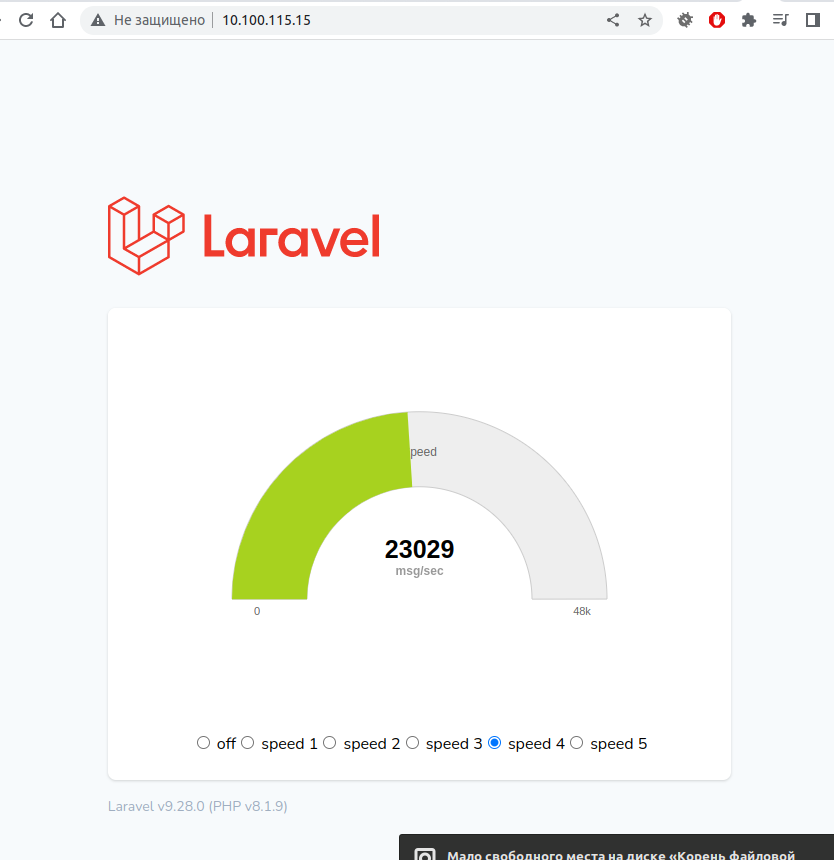 Не защищено 10.100.115.15
Laravel
peed
23029
msg/sec
0 48k
off speed 1 speed 2 speed 3 speed 4 speed 5
Laravel v9.28.0 (PHP v8.1.9)
Мало свободного места на диске «Корень файловой